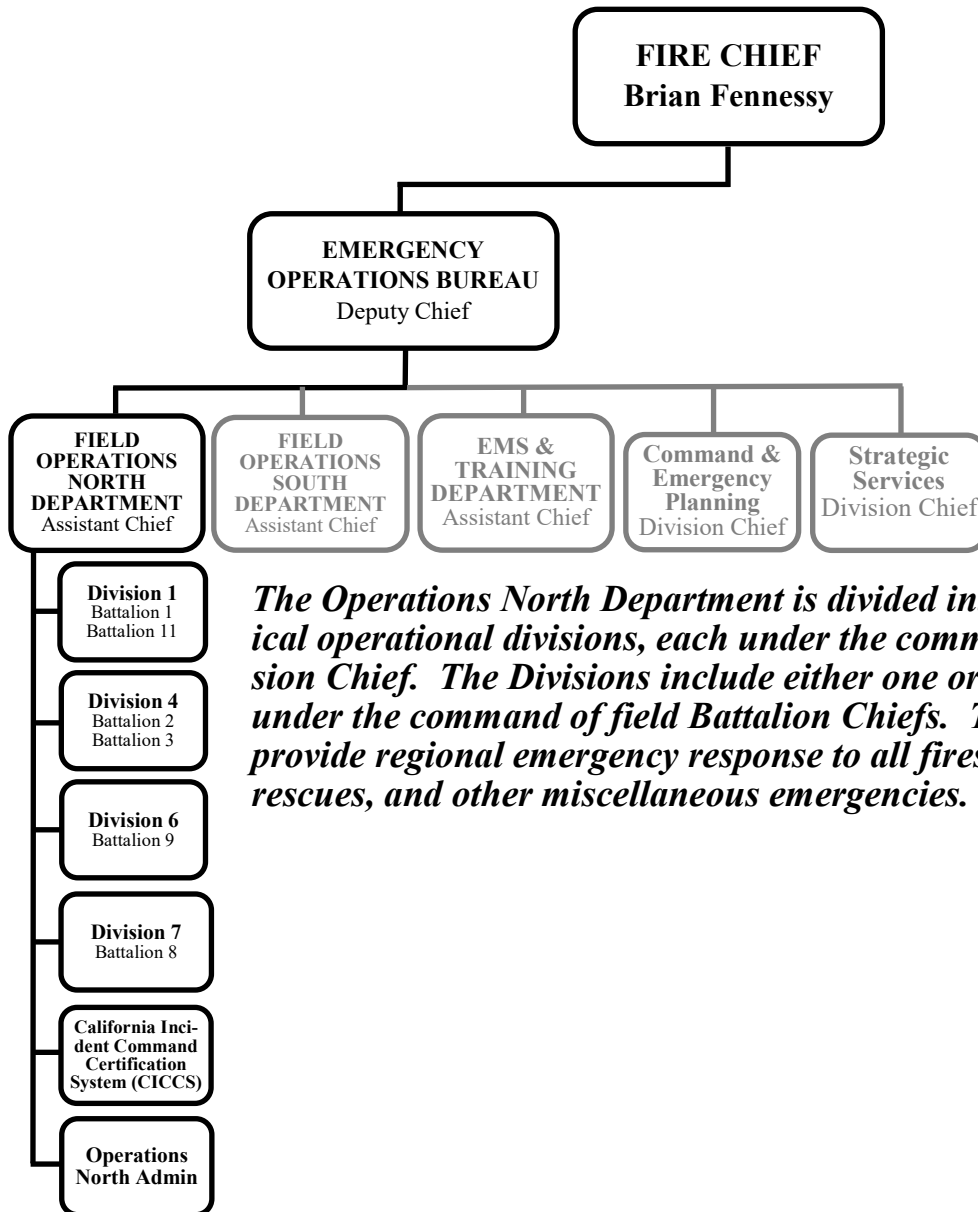 FIRE CHIEF
Brian Fennessy
EMERGENCY
OPERATIONS BUREAU
Deputy Chief
FIELD
OPERATIONS
NORTH
DEPARTMENT
Assistant Chief
FIELD
OPERATIONS
SOUTH
DEPARTMENT
Assistant Chief
EMS &
TRAINING
DEPARTMENT
Assistant Chief
Command &
Emergency
Planning
Division Chief
Strategic
Services
Division Chief
Division 1
Battalion 1
Battalion 11
Division 4
Battalion 2
Battalion 3
Division 6
Battalion 9
Division 7
Battalion 8
California Inci-
dent Command
Certification
System (CICCS)
Operations
North Admin
The Operations North Department is divided in
ical operational divisions, each under the comm
sion Chief. The Divisions include either one or
under the command of field Battalion Chiefs. T
provide regional emergency response to all fires
rescues, and other miscellaneous emergencies.